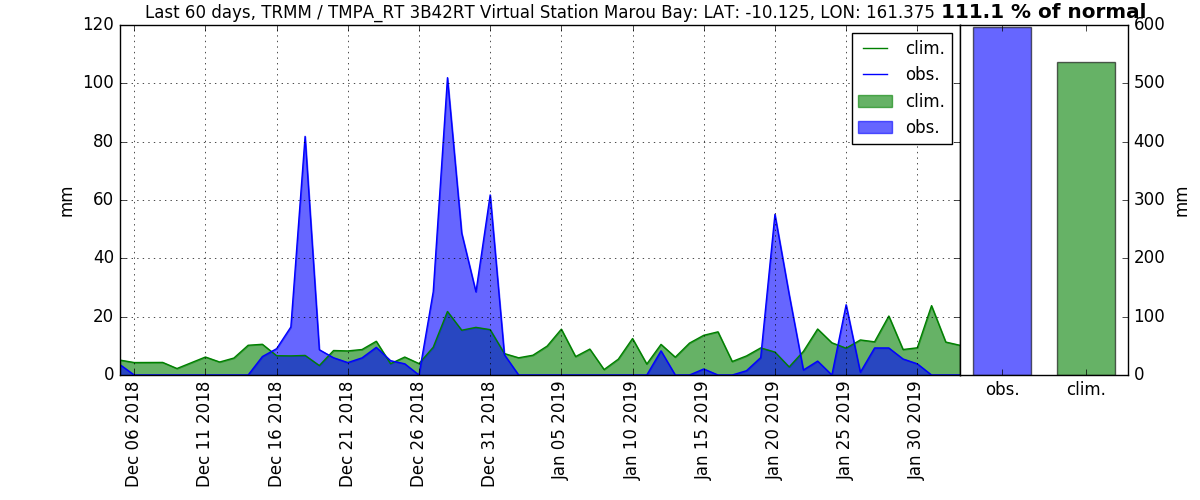 Last 60 days, TRMM / TMPA_RT 3B42RT Virtual Station Marou Bay: LAT: -10.125, LON: 161.375 111.1 % of normal
120
100
80
60
40
20
0
mm
clim.
obs.
clim.
obs.
600
500
400
300
200
100
0
mm
obs.
clim.
Dec 06 2018
Dec 11 2018
Dec 16 2018
Dec 21 2018
Dec 26 2018
Dec 31 2018
Jan 05 2019
Jan 10 2019
Jan 15 2019
Jan 20 2019
Jan 25 2019
Jan 30 2019